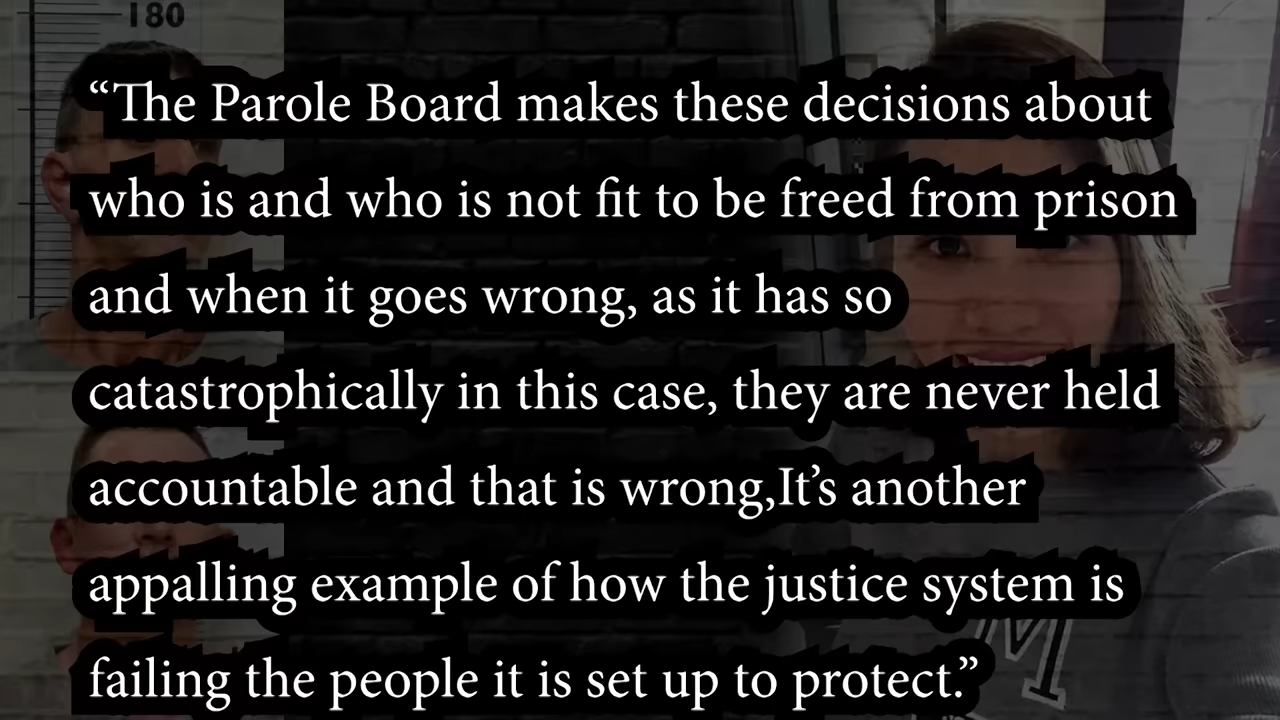 180
“The Parole Board makes these decisions about
who is and who is not fit to be freed from prison
and when it goes wrong, as it has so
catastrophically in this case, they are never held
accountable and that is wrong,It’s another
appalling example of how the justice system is
failing the people it is set up to protect.”
M